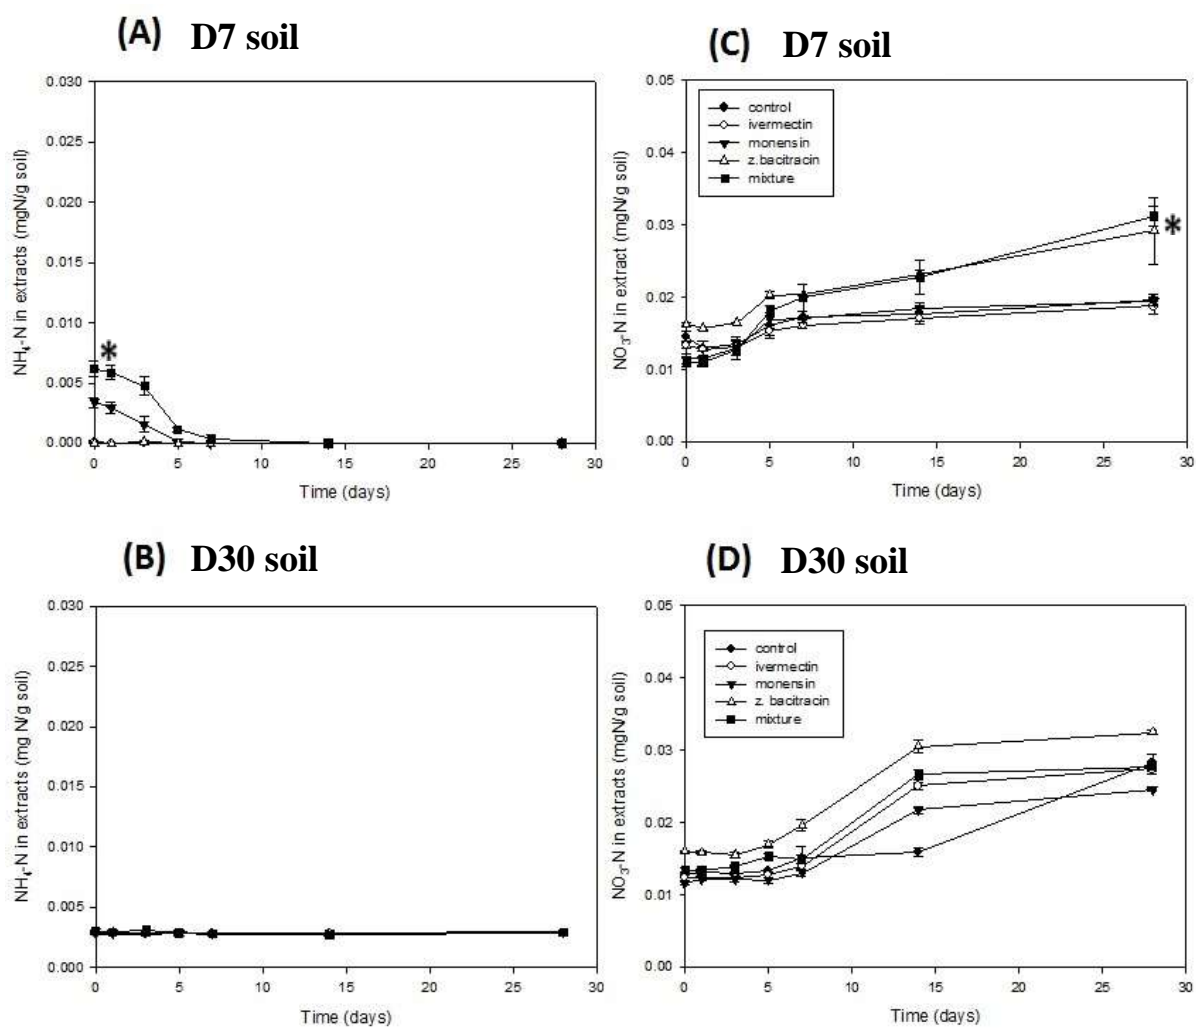 (A) D7 soil
0.030
0.025
0.020
0.015
0.010
0.005
0.000
NH₄-N in extracts (mgN/g soil)
*
0 5 10 15 20 25 30
Time (days)
(C) D7 soil
0.05
0.04
0.03
0.02
0.01
0.00
NO₃-N in extract (mgN/g soil)
control
ivermectin
monensin
z.bacitracin
mixture
*
0 5 10 15 20 25 30
Time (days)
(B) D30 soil
0.030
0.025
0.020
0.015
0.010
0.005
0.000
NH₄-N in extracts (mg N/g soil)
0 5 10 15 20 25 30
Time (days)
(D) D30 soil
0.05
0.04
0.03
0.02
0.01
0.00
NO₃-N in extracts (mgN/g soil)
control
ivermectin
monensin
z. bacitracin
mixture
0 5 10 15 20 25 30
Time (days)